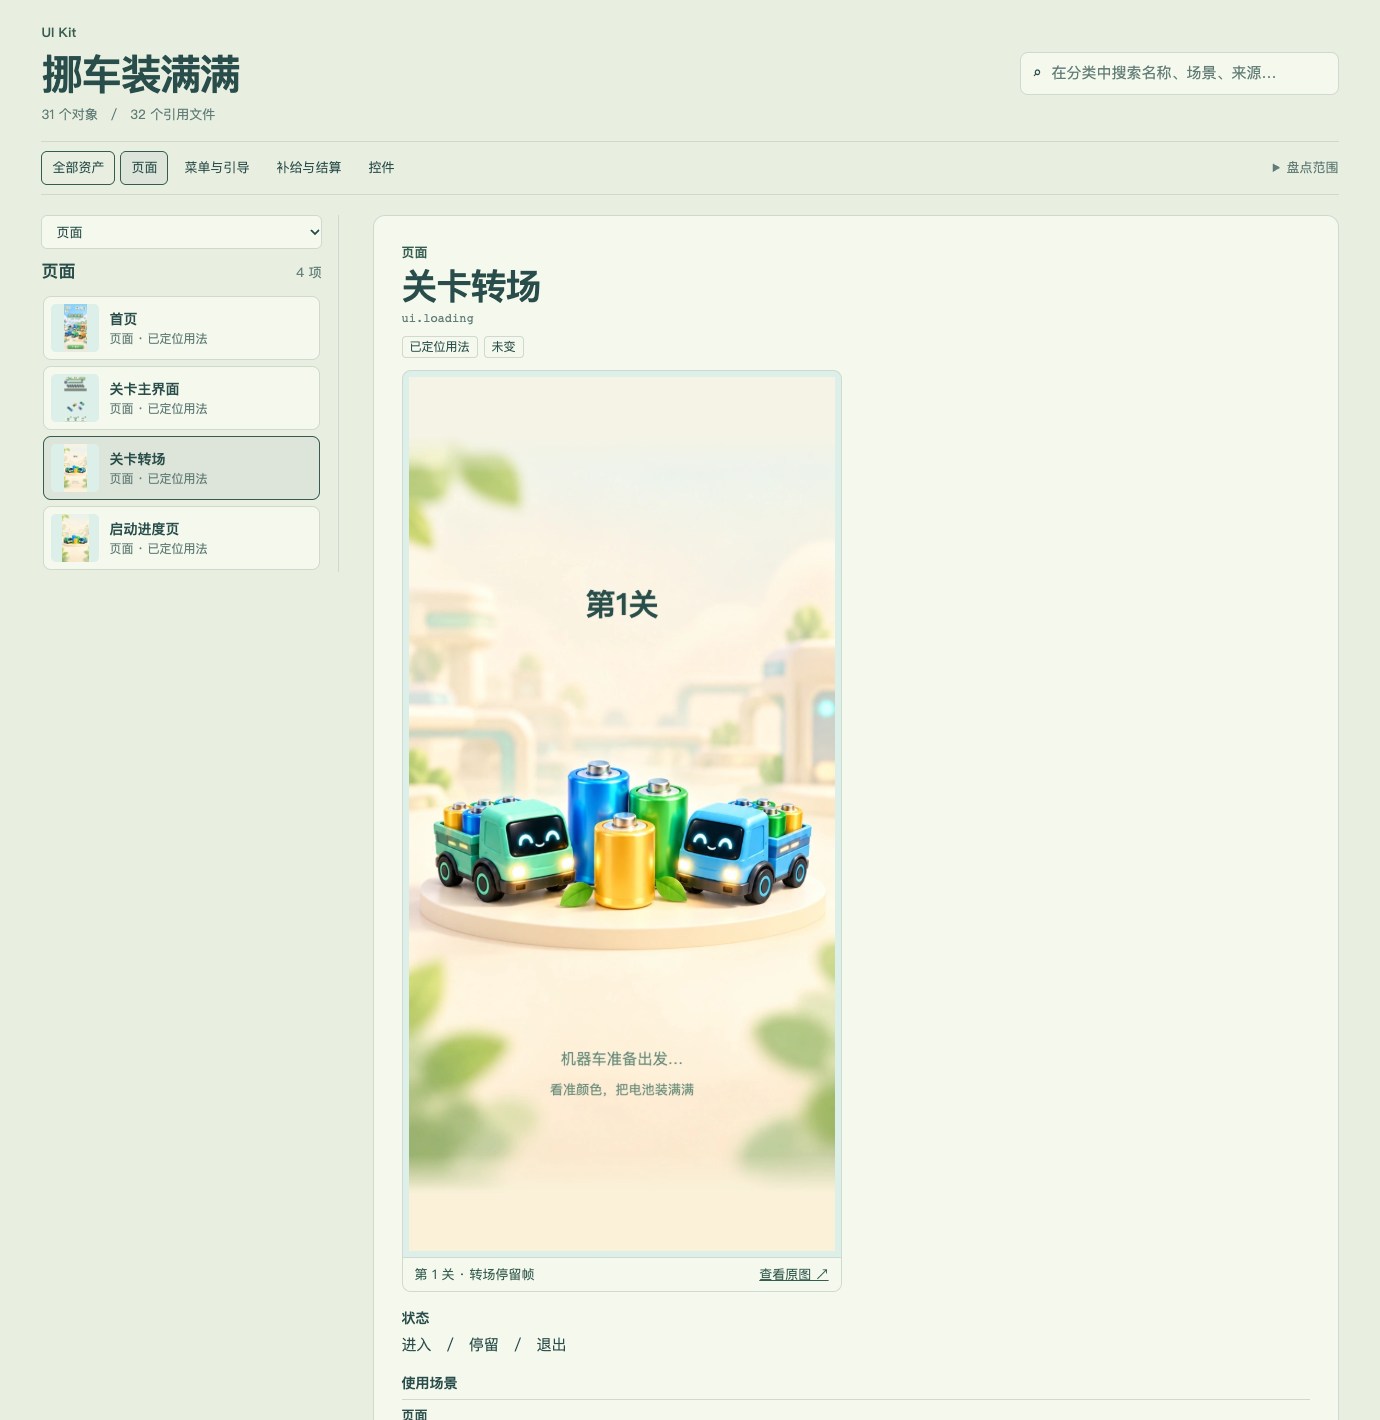 UI Kit
挪车装满满
31 个对象 / 32 个引用文件
在分类中搜索名称、场景、来源...
全部资产 页面 菜单与引导 补给与结算 控件
盘点范围
页面
页面 4 项
首页
页面 · 已定位用法
关卡主界面
页面 · 已定位用法
关卡转场
页面 · 已定位用法
启动进度页
页面 · 已定位用法
页面
关卡转场
ui.loading
已定位用法 未变
第1关
机器车准备出发...
看准颜色，把电池装满满
第 1 关 · 转场停留帧
查看原图 ↗
状态
进入 / 停留 / 退出
使用场景
页面